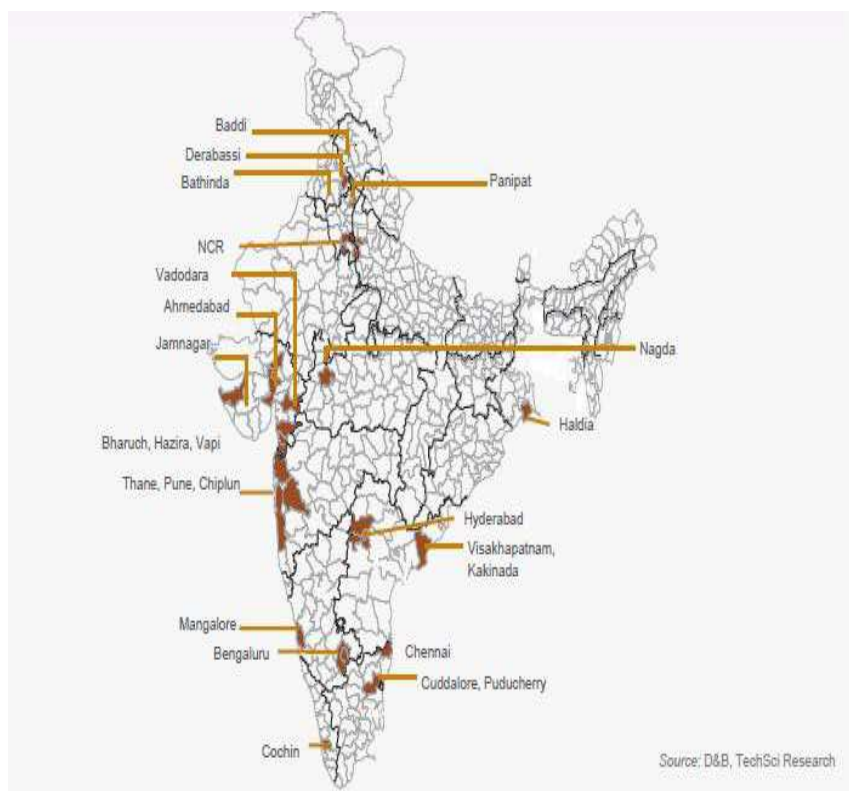 Baddi
Derabassi
Bathinda
Panipat
NCR
Vadodara
Ahmedabad
Jamnagar
Nagda
Haldia
Bharuch, Hazira, Vapi
Thane, Pune, Chiplun
Hyderabad
Visakhapatnam,
Kakinada
Mangalore
Bengaluru
Chennai
Cuddalore, Puducherry
Cochin
Source: D&B, TechSci Research